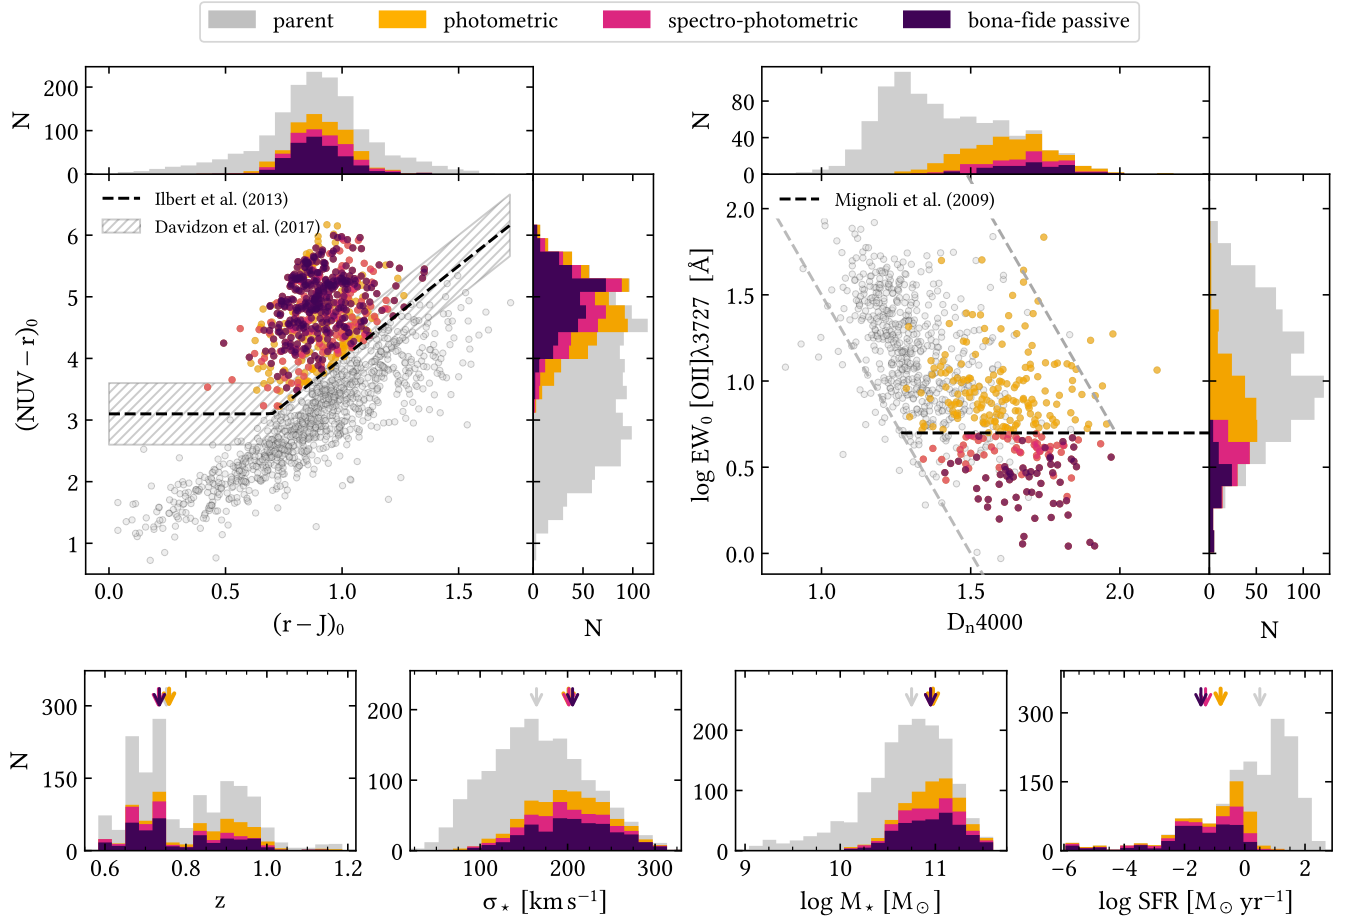 parent photometric spectro-photometric bona-fide passive
200
100
0
N
80
40
0
N
Ilbert et al. (2013)
Davidzon et al. (2017)
6
5
4
3
2
1
(NUV − r)₀
0.0 0.5 1.0 1.5
(r − J)₀
0 50 100
N
Mignoli et al. (2009)
2.0
1.5
1.0
0.5
0.0
log EW₀ [OII]λ3727 [Å]
1.0 1.5 2.0
Dₙ4000
0 50 100
N
300
150
0
N
0.6 0.8 1.0 1.2
z
200
100
0
100 200 300
σ⋆ [km s⁻¹]
200
100
0
9 10 11
log M⋆ [M⊙]
300
150
0
−6 −4 −2 0 2
log SFR [M⊙ yr⁻¹]